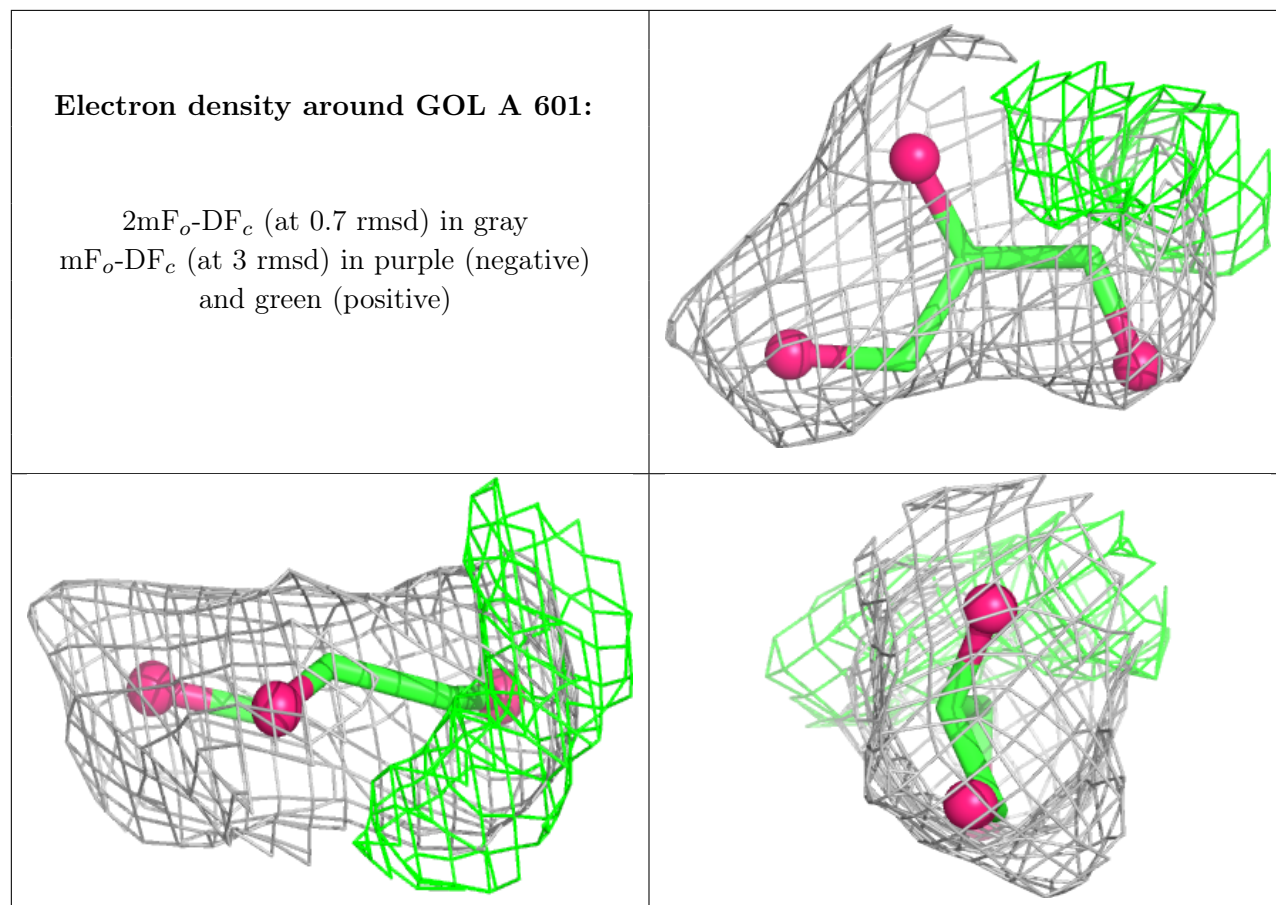 Electron density around GOL A 601:
2mFo-DFc (at 0.7 rmsd) in gray
mFo-DFc (at 3 rmsd) in purple (negative)
and green (positive)